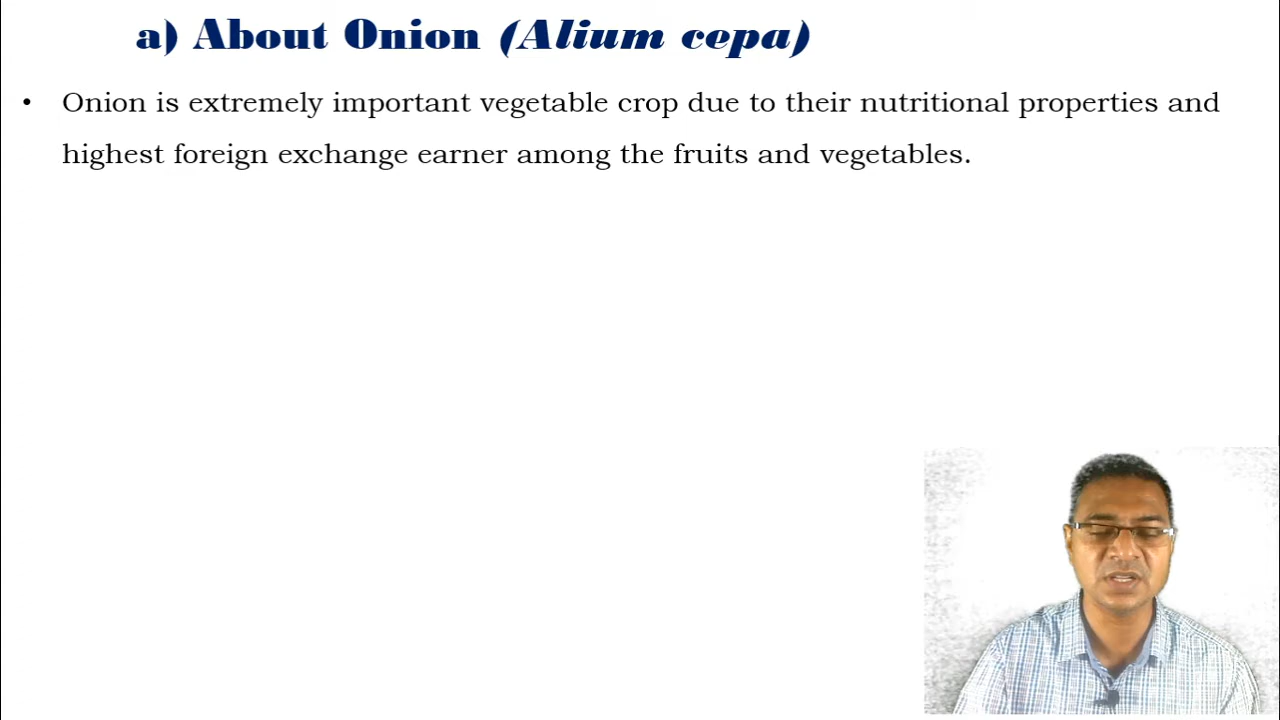 a) About Onion (Alium cepa)
• Onion is extremely important vegetable crop due to their nutritional properties and
highest foreign exchange earner among the fruits and vegetables.